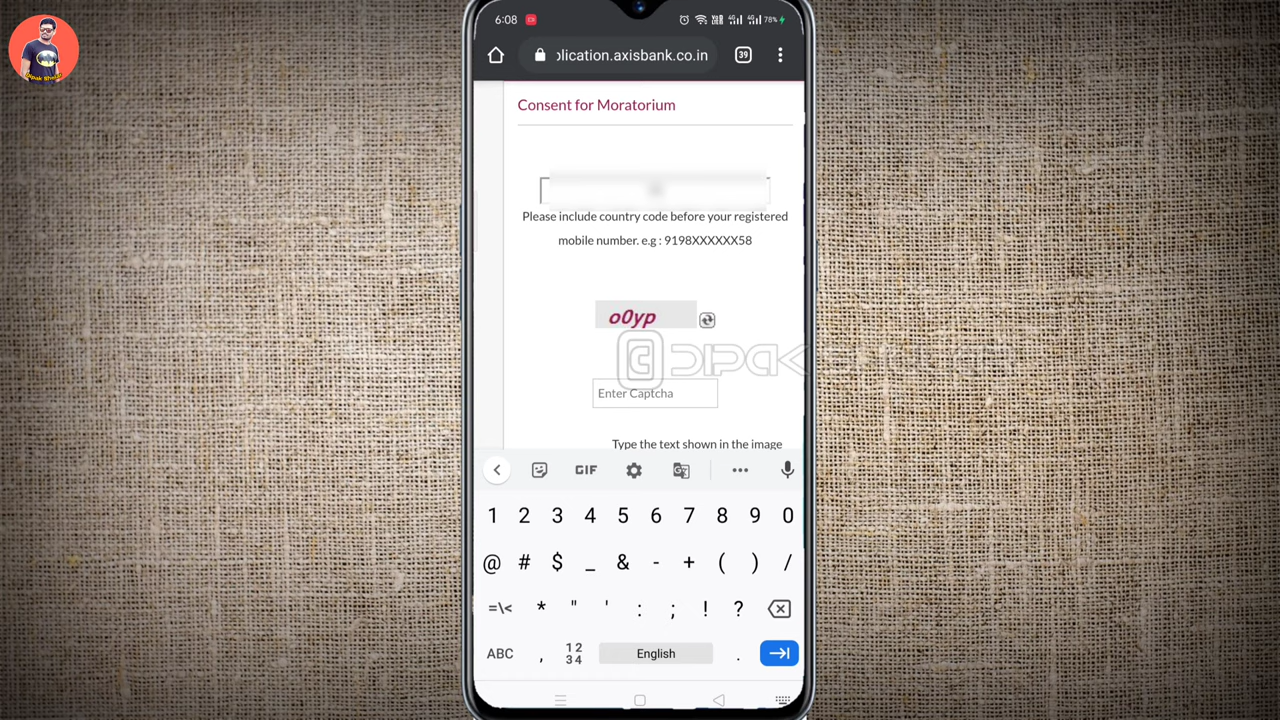 6:08
78%
plication.axisbank.co.in
39
Consent for Moratorium
Please include country code before your registered
mobile number. e.g : 9198XXXXXX58
o0yp
Enter Captcha
Type the text shown in the image
GIF
1 2 3 4 5 6 7 8 9 0
@ # $ _ & - + ( ) /
=\< * " ' : ; ! ?
ABC , 12 34 English .
DIPAK